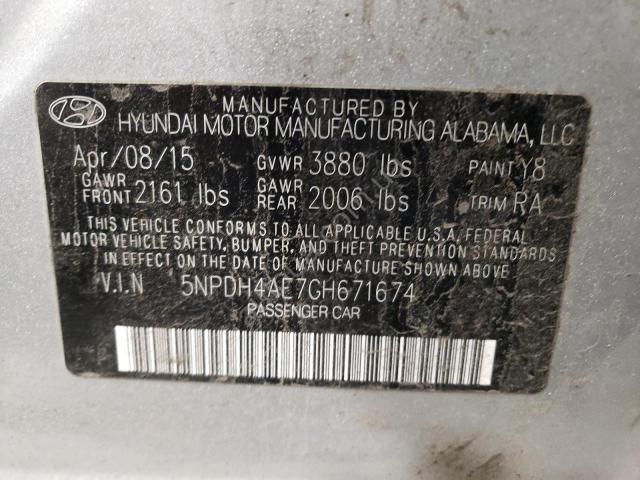 MANUFACTURED BY
HYUNDAI MOTOR MANUFACTURING ALABAMA, LLC
Apr/08/15 GVWR 3880 lbs PAINT Y8
GAWR FRONT 2161 lbs GAWR REAR 2006 lbs TRIM RA
THIS VEHICLE CONFORMS TO ALL APPLICABLE U.S.A. FEDERAL
MOTOR VEHICLE SAFETY, BUMPER, AND THEFT PREVENTION STANDARDS
IN EFFECT ON THE DATE OF MANUFACTURE SHOWN ABOVE.
V.I.N 5NPDH4AE7GH671674
PASSENGER CAR